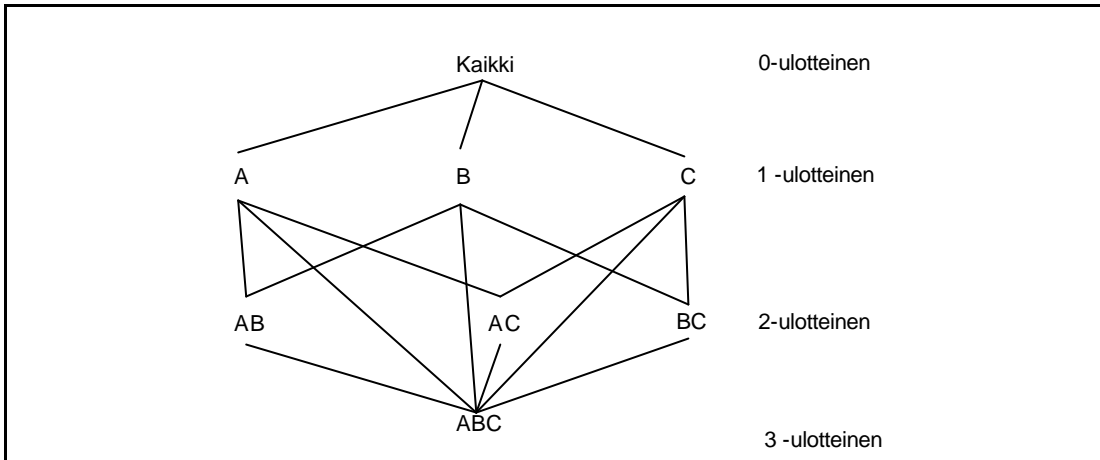 Kaikki 0-ulotteinen
A B C 1 -ulotteinen
AB AC BC 2-ulotteinen
ABC
3 -ulotteinen